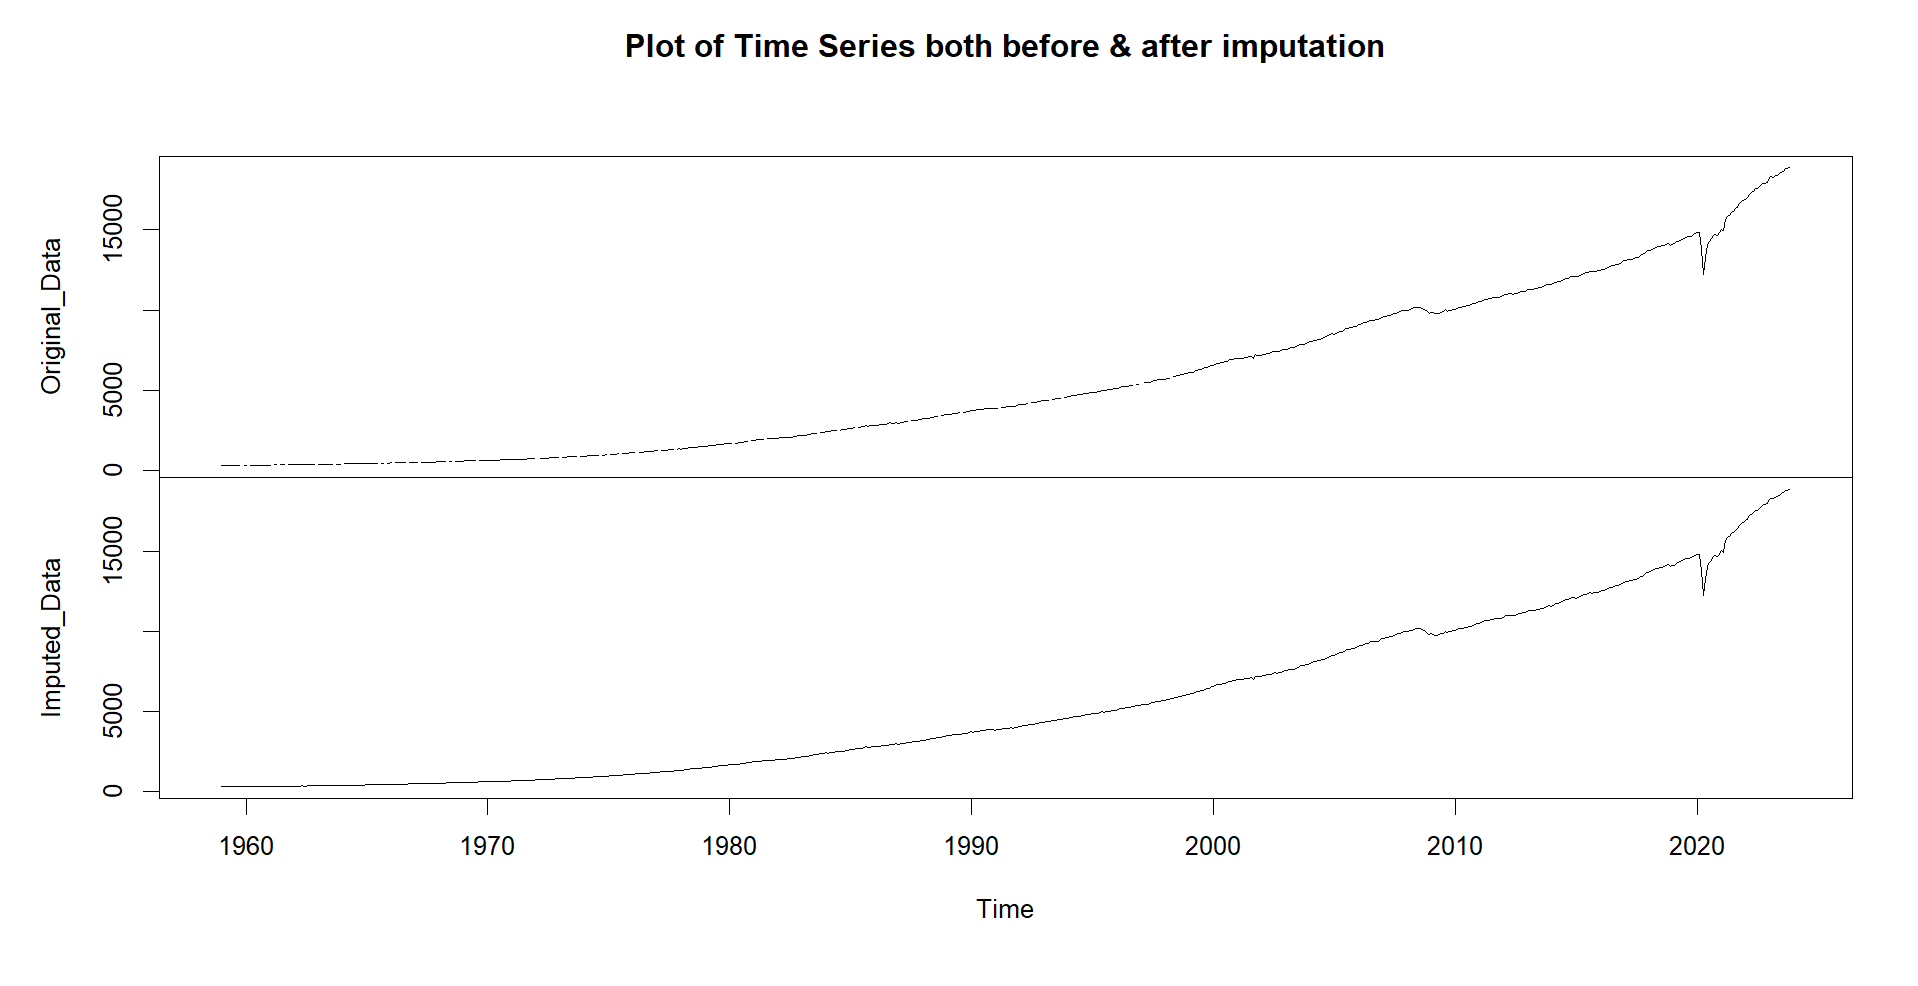 Plot of Time Series both before & after imputation
Original_Data
15000
5000
0
Imputed_Data
15000
5000
0
1960 1970 1980 1990 2000 2010 2020
Time